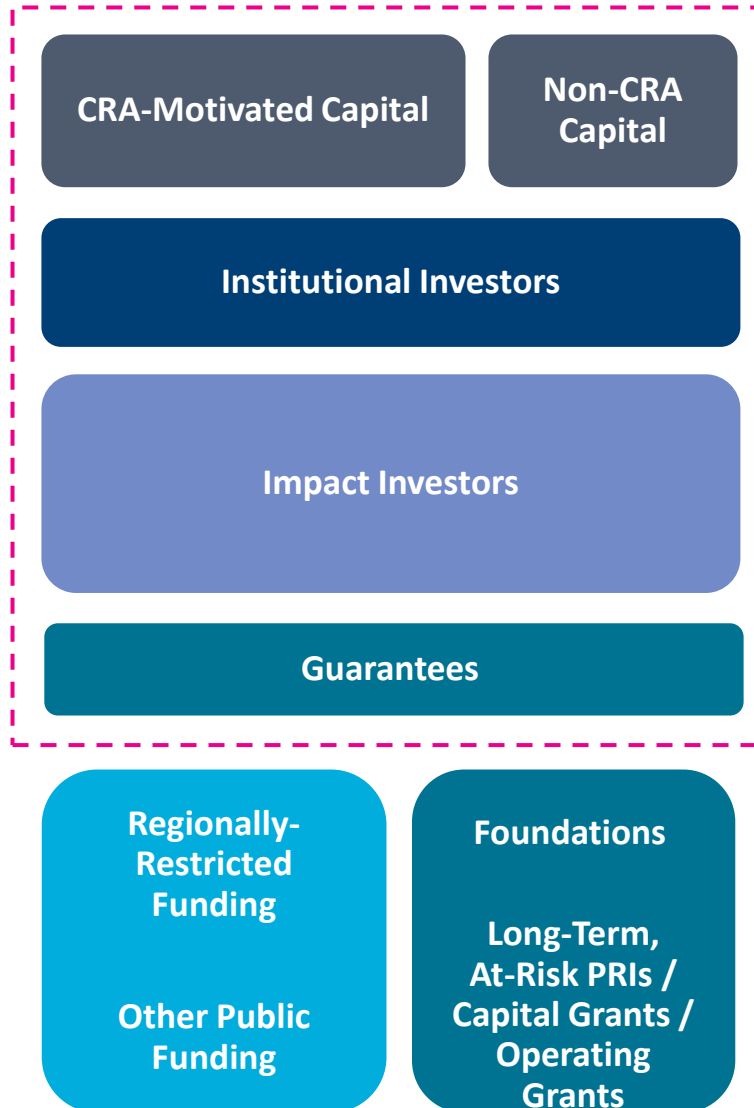 CRA-Motivated Capital
Non-CRA
Capital
Institutional Investors
Impact Investors
Guarantees
Regionally-
Restricted
Funding
Other Public
Funding
Foundations
Long-Term,
At-Risk PRIs /
Capital Grants /
Operating
Grants